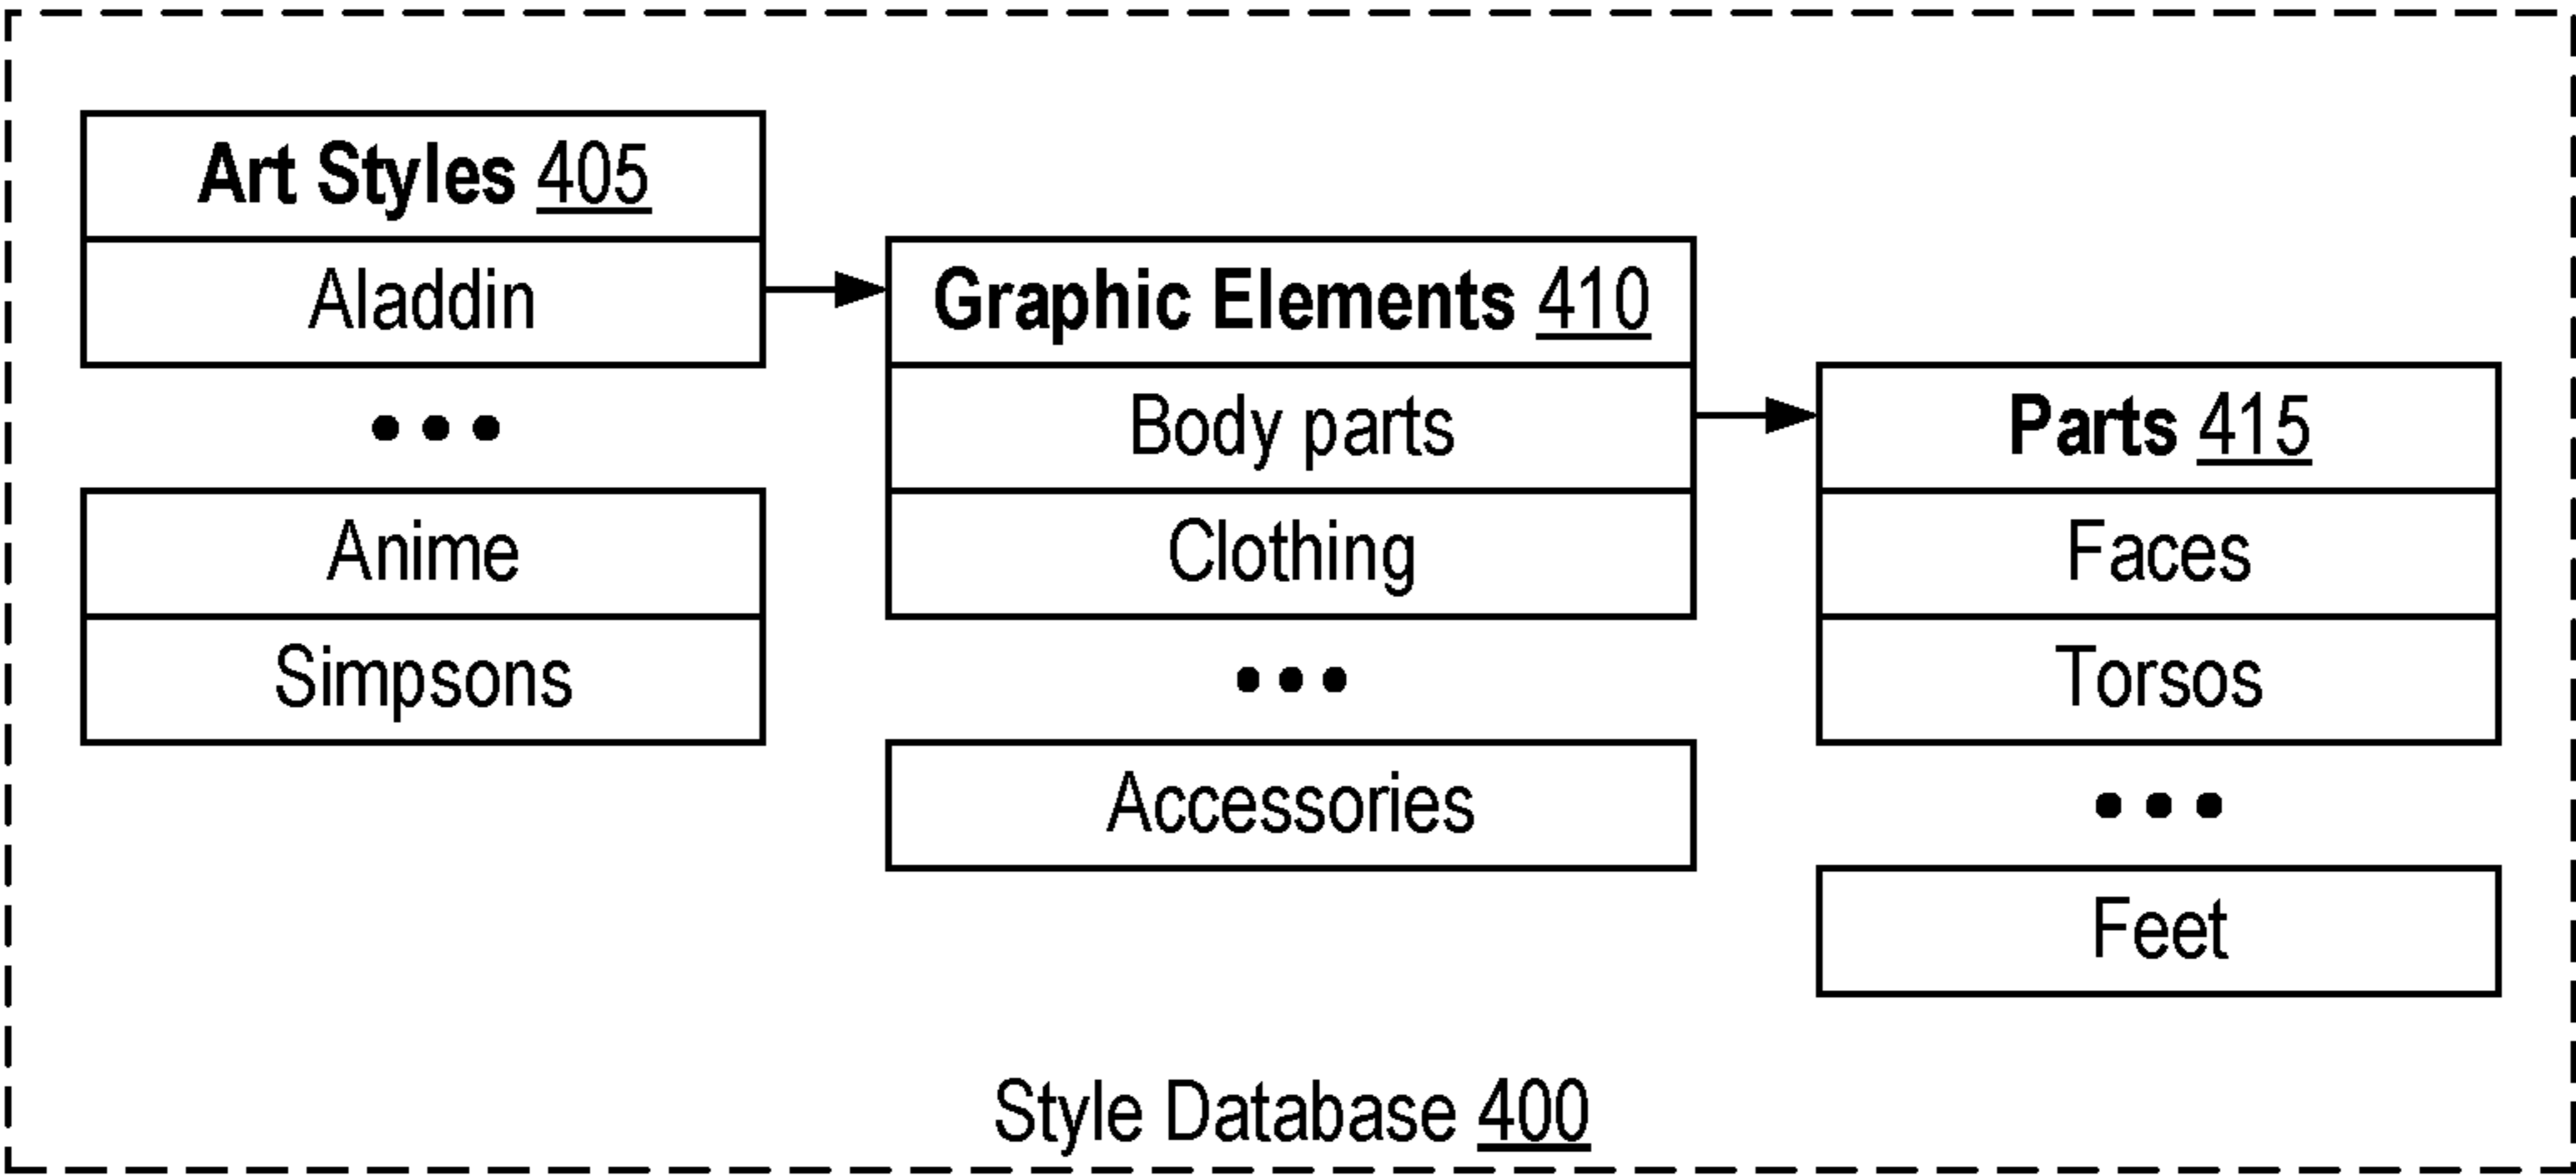 Art Styles 405
Aladdin
•••
Anime
Simpsons
Graphic Elements 410
Body parts
Clothing
•••
Accessories
Parts 415
Faces
Torsos
•••
Feet
Style Database 400